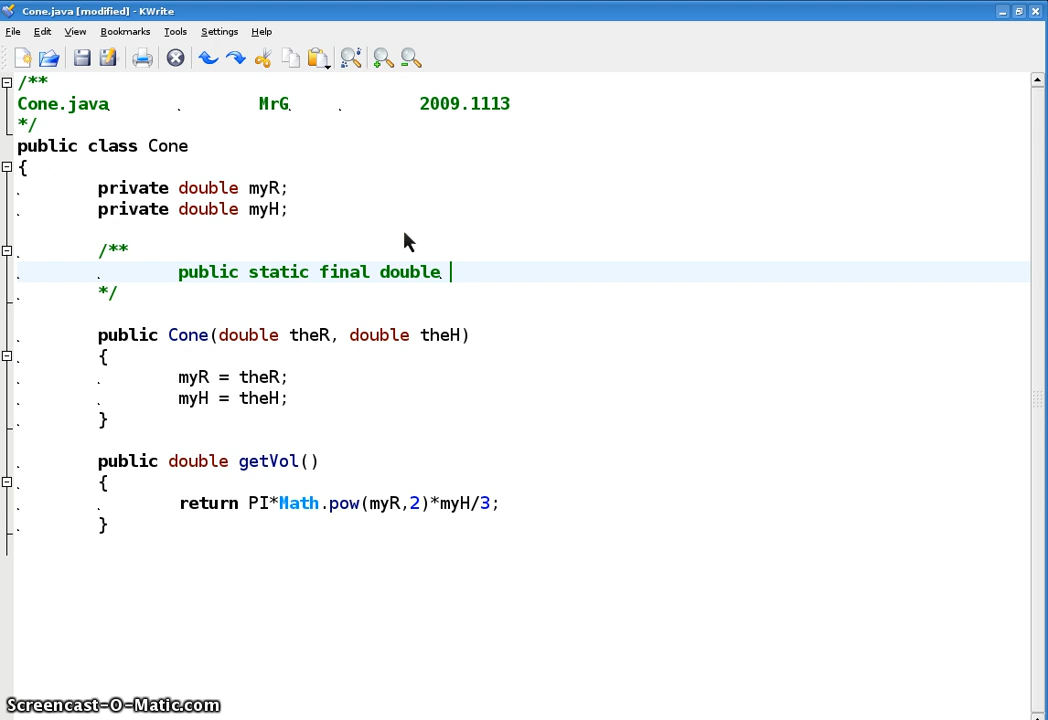 Cone.java [modified] - KWrite
File Edit View Bookmarks Tools Settings Help
/**
Cone.java MrG 2009.1113
*/
public class Cone
{
private double myR;
private double myH;
/**
public static final double
*/
public Cone(double theR, double theH)
{
myR = theR;
myH = theH;
}
public double getVol()
{
return PI*Math.pow(myR,2)*myH/3;
}
Screencast-O-Matic.com